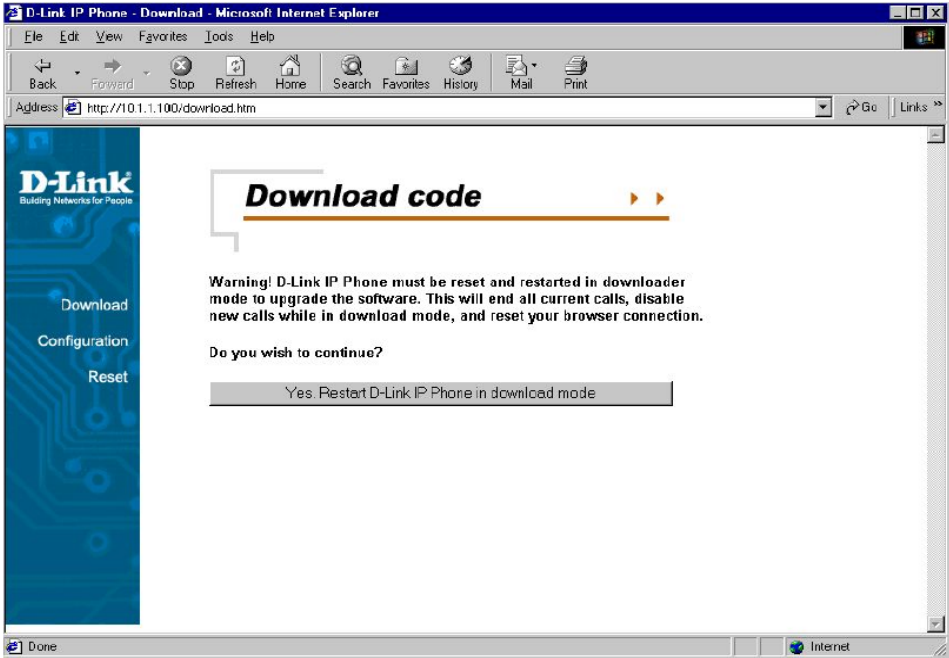 D-Link IP Phone - Download - Microsoft Internet Explorer
File Edit View Favorites Tools Help
Back Forward Stop Refresh Home Search Favorites History Mail Print
Address http://10.1.1.100/download.htm Go Links »
D-Link
Building Networks for People
Download code
Warning! D-Link IP Phone must be reset and restarted in downloader
mode to upgrade the software. This will end all current calls, disable
new calls while in download mode, and reset your browser connection.
Download
Configuration
Do you wish to continue?
Reset
Yes. Restart D-Link IP Phone in download mode
Done Internet